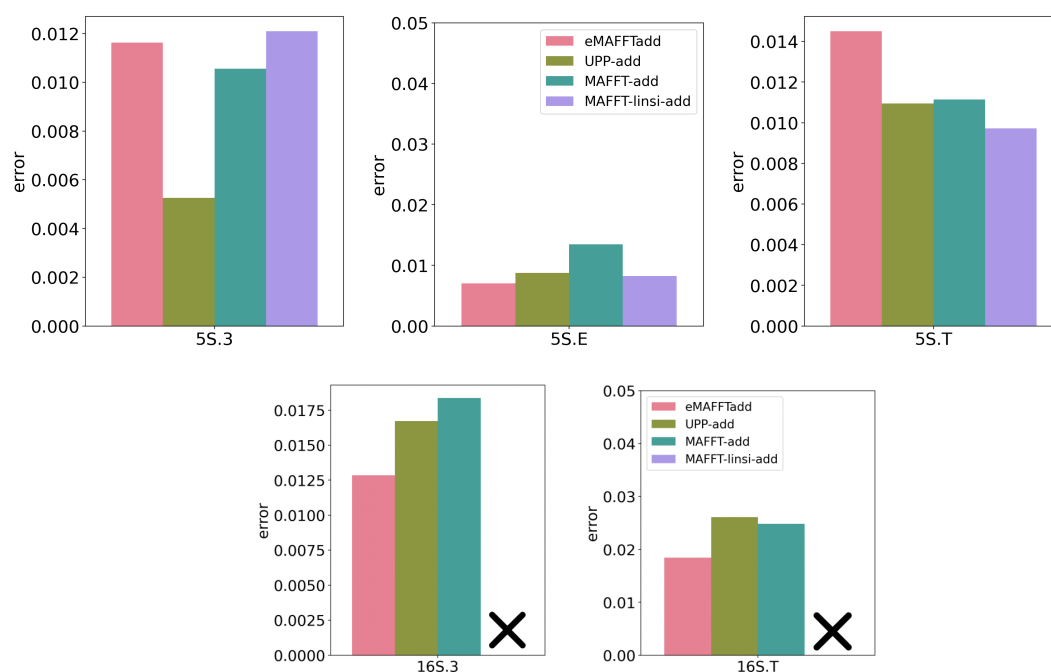 error
0.012
0.010
0.008
0.006
0.004
0.002
0.000
5S.3
error
0.05
0.04
0.03
0.02
0.01
0.00
eMAFFTadd
UPP-add
MAFFT-add
MAFFT-linsi-add
5S.E
error
0.014
0.012
0.010
0.008
0.006
0.004
0.002
0.000
5S.T
error
0.0175
0.0150
0.0125
0.0100
0.0075
0.0050
0.0025
0.0000
16S.3
error
0.05
0.04
0.03
0.02
0.01
0.00
eMAFFTadd
UPP-add
MAFFT-add
MAFFT-linsi-add
16S.T